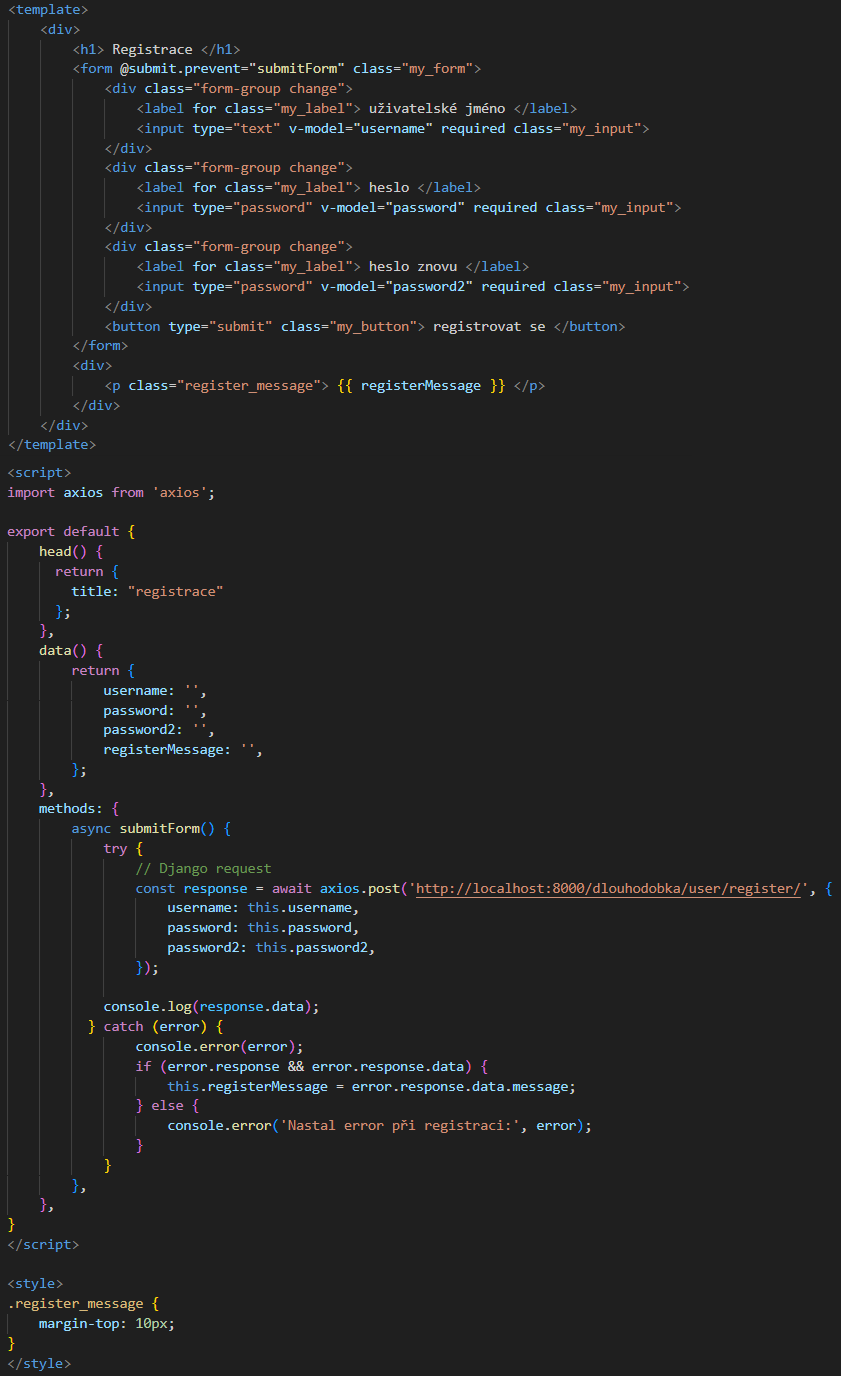 <template>
    <div>
        <h1> Registrace </h1>
        <form @submit.prevent="submitForm" class="my_form">
            <div class="form-group change">
                <label for class="my_label"> uživatelské jméno </label>
                <input type="text" v-model="username" required class="my_input">
            </div>
            <div class="form-group change">
                <label for class="my_label"> heslo </label>
                <input type="password" v-model="password" required class="my_input">
            </div>
            <div class="form-group change">
                <label for class="my_label"> heslo znovu </label>
                <input type="password" v-model="password2" required class="my_input">
            </div>
            <button type="submit" class="my_button"> registrovat se </button>
        </form>
        <div>
            <p class="register_message"> {{ registerMessage }} </p>
        </div>
    </div>
</template>
<script>
import axios from 'axios';

export default {
    head() {
      return {
        title: "registrace"
      };
    },
    data() {
        return {
            username: '',
            password: '',
            password2: '',
            registerMessage: '',
        };
    },
    methods: {
        async submitForm() {
            try {
                // Django request
                const response = await axios.post('http://localhost:8000/dlouhodobka/user/register/', {
                    username: this.username,
                    password: this.password,
                    password2: this.password2,
                });

            console.log(response.data);
          } catch (error) {
                console.error(error);
                if (error.response && error.response.data) {
                    this.registerMessage = error.response.data.message;
                } else {
                    console.error('Nastal error při registraci:', error);
                }
            }
        },
    },
}
</script>

<style>
.register_message {
    margin-top: 10px;
}
</style>